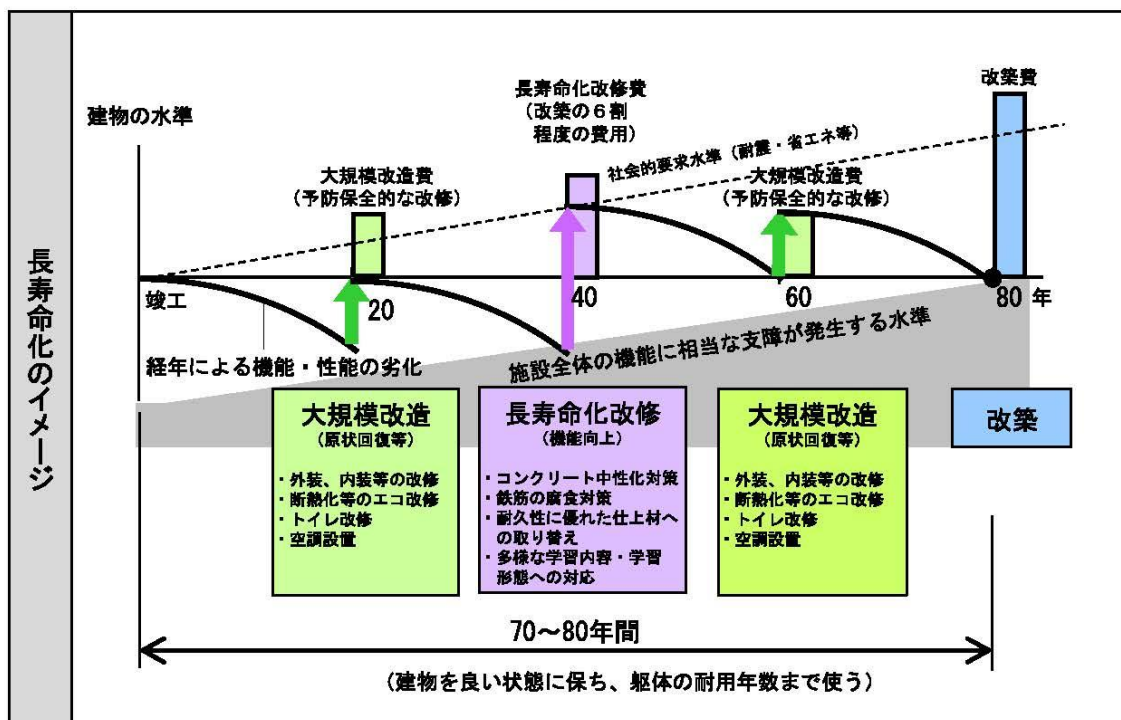 長寿命化のイメージ
建物の水準
長寿命化改修費
（改築の６割
程度の費用）
改築費
社会的要求水準（耐震・省エネ等）
大規模改造費
（予防保全的な改修）
大規模改造費
（予防保全的な改修）
竣工
20
40
60
80 年
経年による機能・性能の劣化
施設全体の機能に相当な支障が発生する水準
大規模改造
（原状回復等）
・外装、内装等の改修
・断熱化等のエコ改修
・トイレ改修
・空調設置
長寿命化改修
（機能向上）
・コンクリート中性化対策
・鉄筋の腐食対策
・耐久性に優れた仕上材へ
の取り替え
・多様な学習内容・学習
形態への対応
大規模改造
（原状回復等）
・外装、内装等の改修
・断熱化等のエコ改修
・トイレ改修
・空調設置
改築
70～80年間
（建物を良い状態に保ち、躯体の耐用年数まで使う）